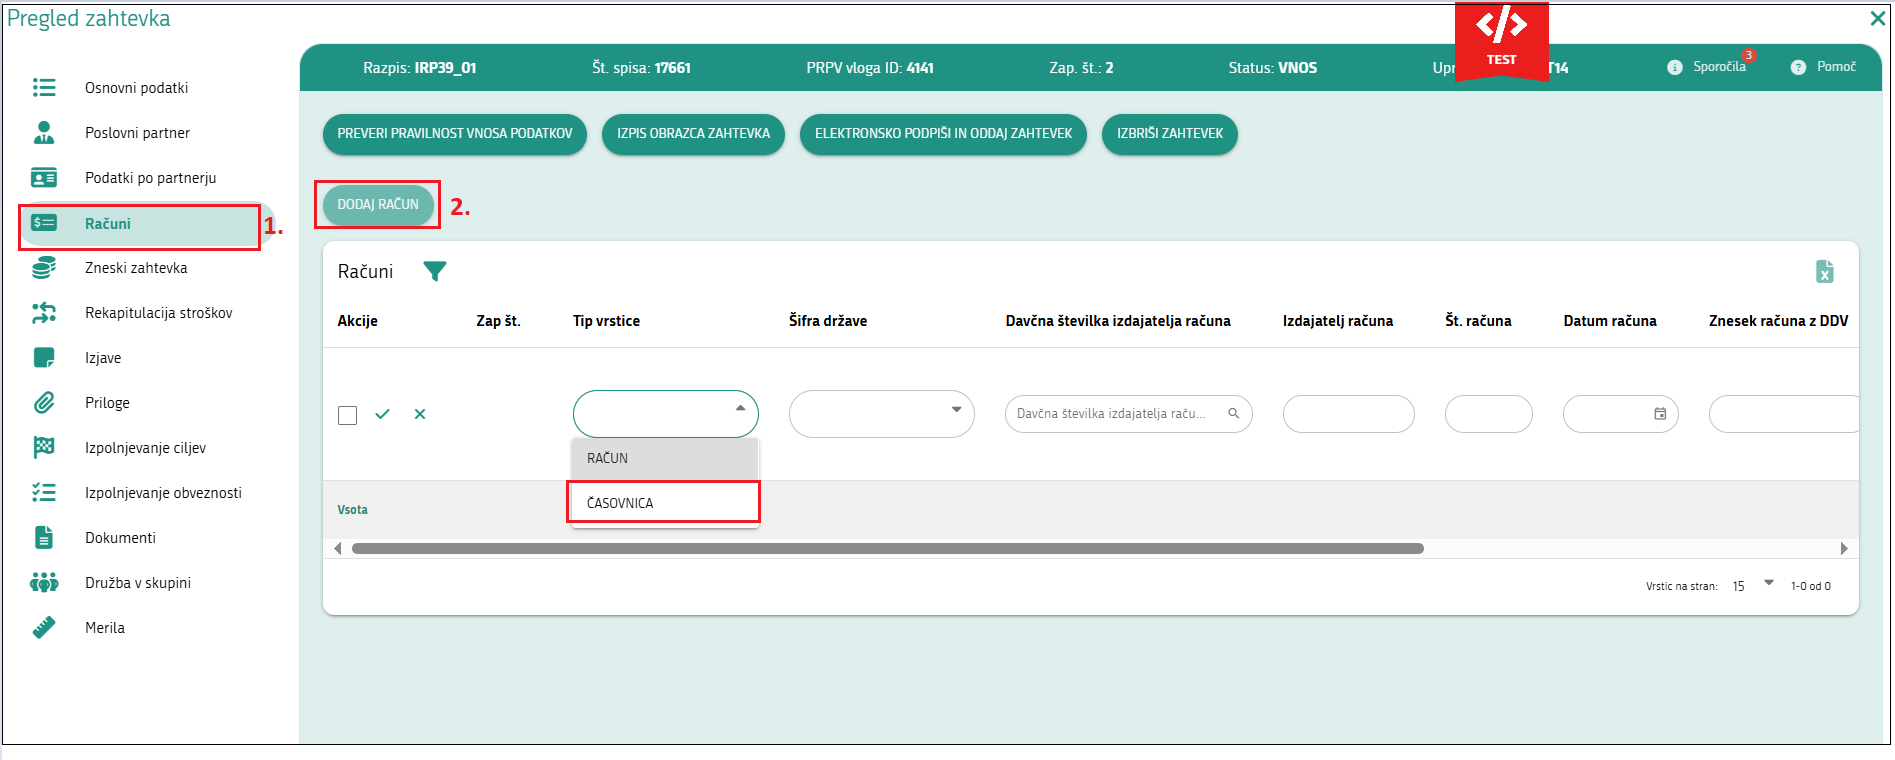 Pregled zahtevka
TEST
Razpis: IRP39_01 Št. spisa: 17661 PRPV vloga ID: 4141 Zap. št.: 2 Status: VNOS T14 Sporočila 3 Pomoč
Osnovni podatki
Poslovni partner
Podatki po partnerju
Računi 1.
Zneski zahtevka
Rekapitulacija stroškov
Izjave
Priloge
Izpolnjevanje ciljev
Izpolnjevanje obveznosti
Dokumenti
Družba v skupini
Merila
PREVERI PRAVILNOST VNOSA PODATKOV IZPIS OBRAZCA ZAHTEVKA ELEKTRONSKO PODPIŠI IN ODDAJ ZAHTEVEK IZBRIŠI ZAHTEVEK
DODAJ RAČUN 2.
Računi
Akcije Zap št. Tip vrstice Šifra države Davčna številka izdajatelja računa Izdajatelj računa Št. računa Datum računa Znesek računa z DDV
Davčna številka izdajatelja raču...
RAČUN
ČASOVNICA
Vsota
Vrstic na stran: 15 1-0 od 0